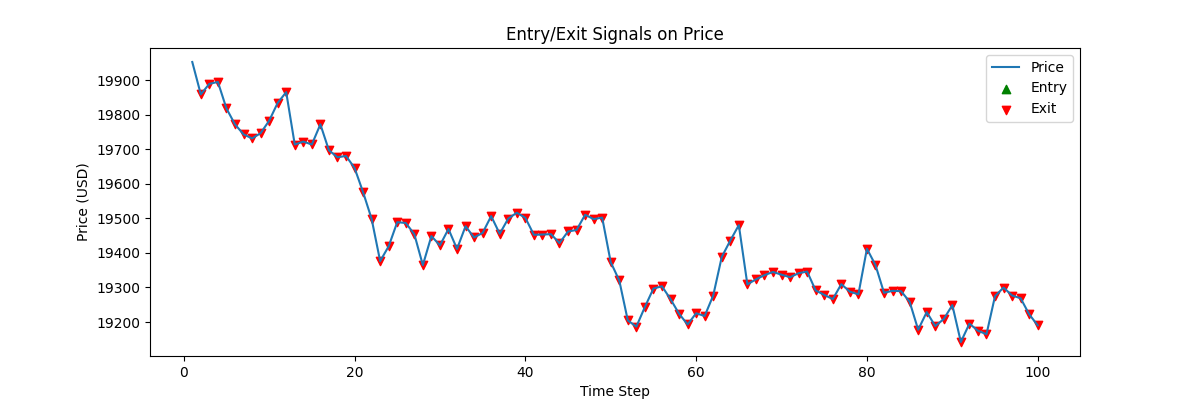 Entry/Exit Signals on Price
Price (USD)
19900
19800
19700
19600
19500
19400
19300
19200
Price
Entry
Exit
0
20
40
60
80
100
Time Step